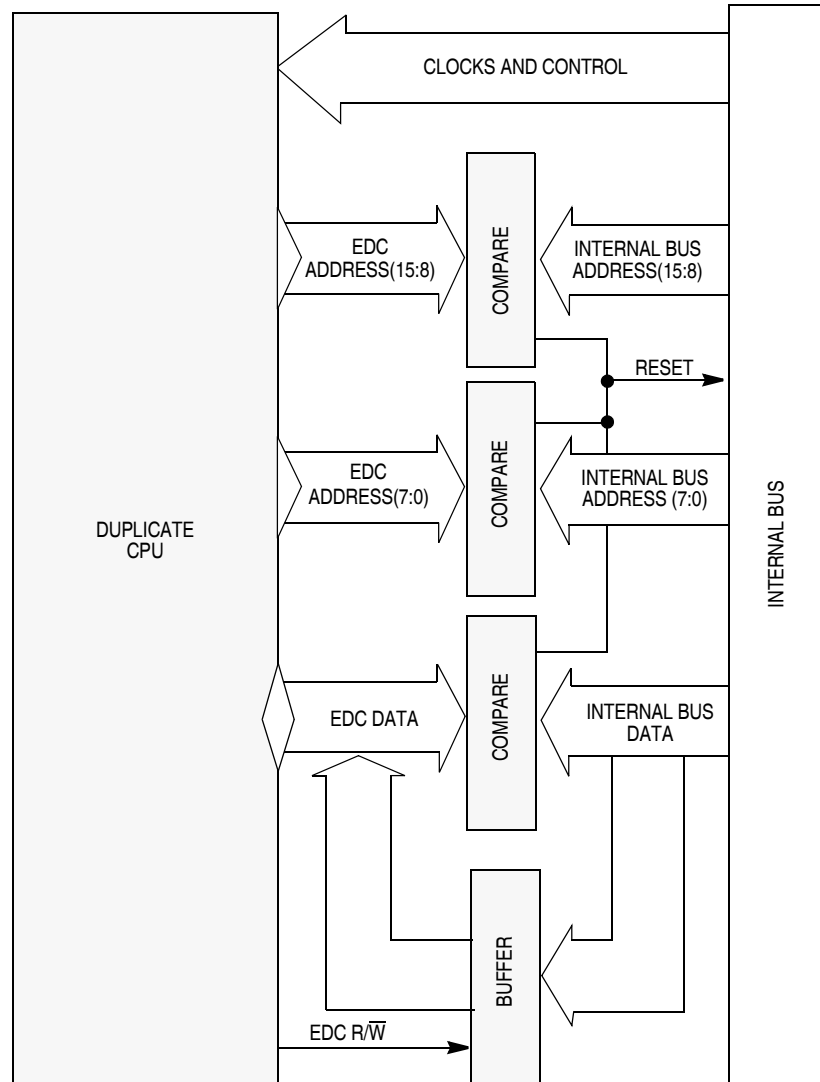 CLOCKS AND CONTROL
EDC
ADDRESS(15:8)
COMPARE
INTERNAL BUS
ADDRESS(15:8)
RESET
EDC
ADDRESS(7:0)
COMPARE
INTERNAL BUS
ADDRESS (7:0)
DUPLICATE
CPU
INTERNAL BUS
EDC DATA
COMPARE
INTERNAL BUS
DATA
BUFFER
EDC R/W̅